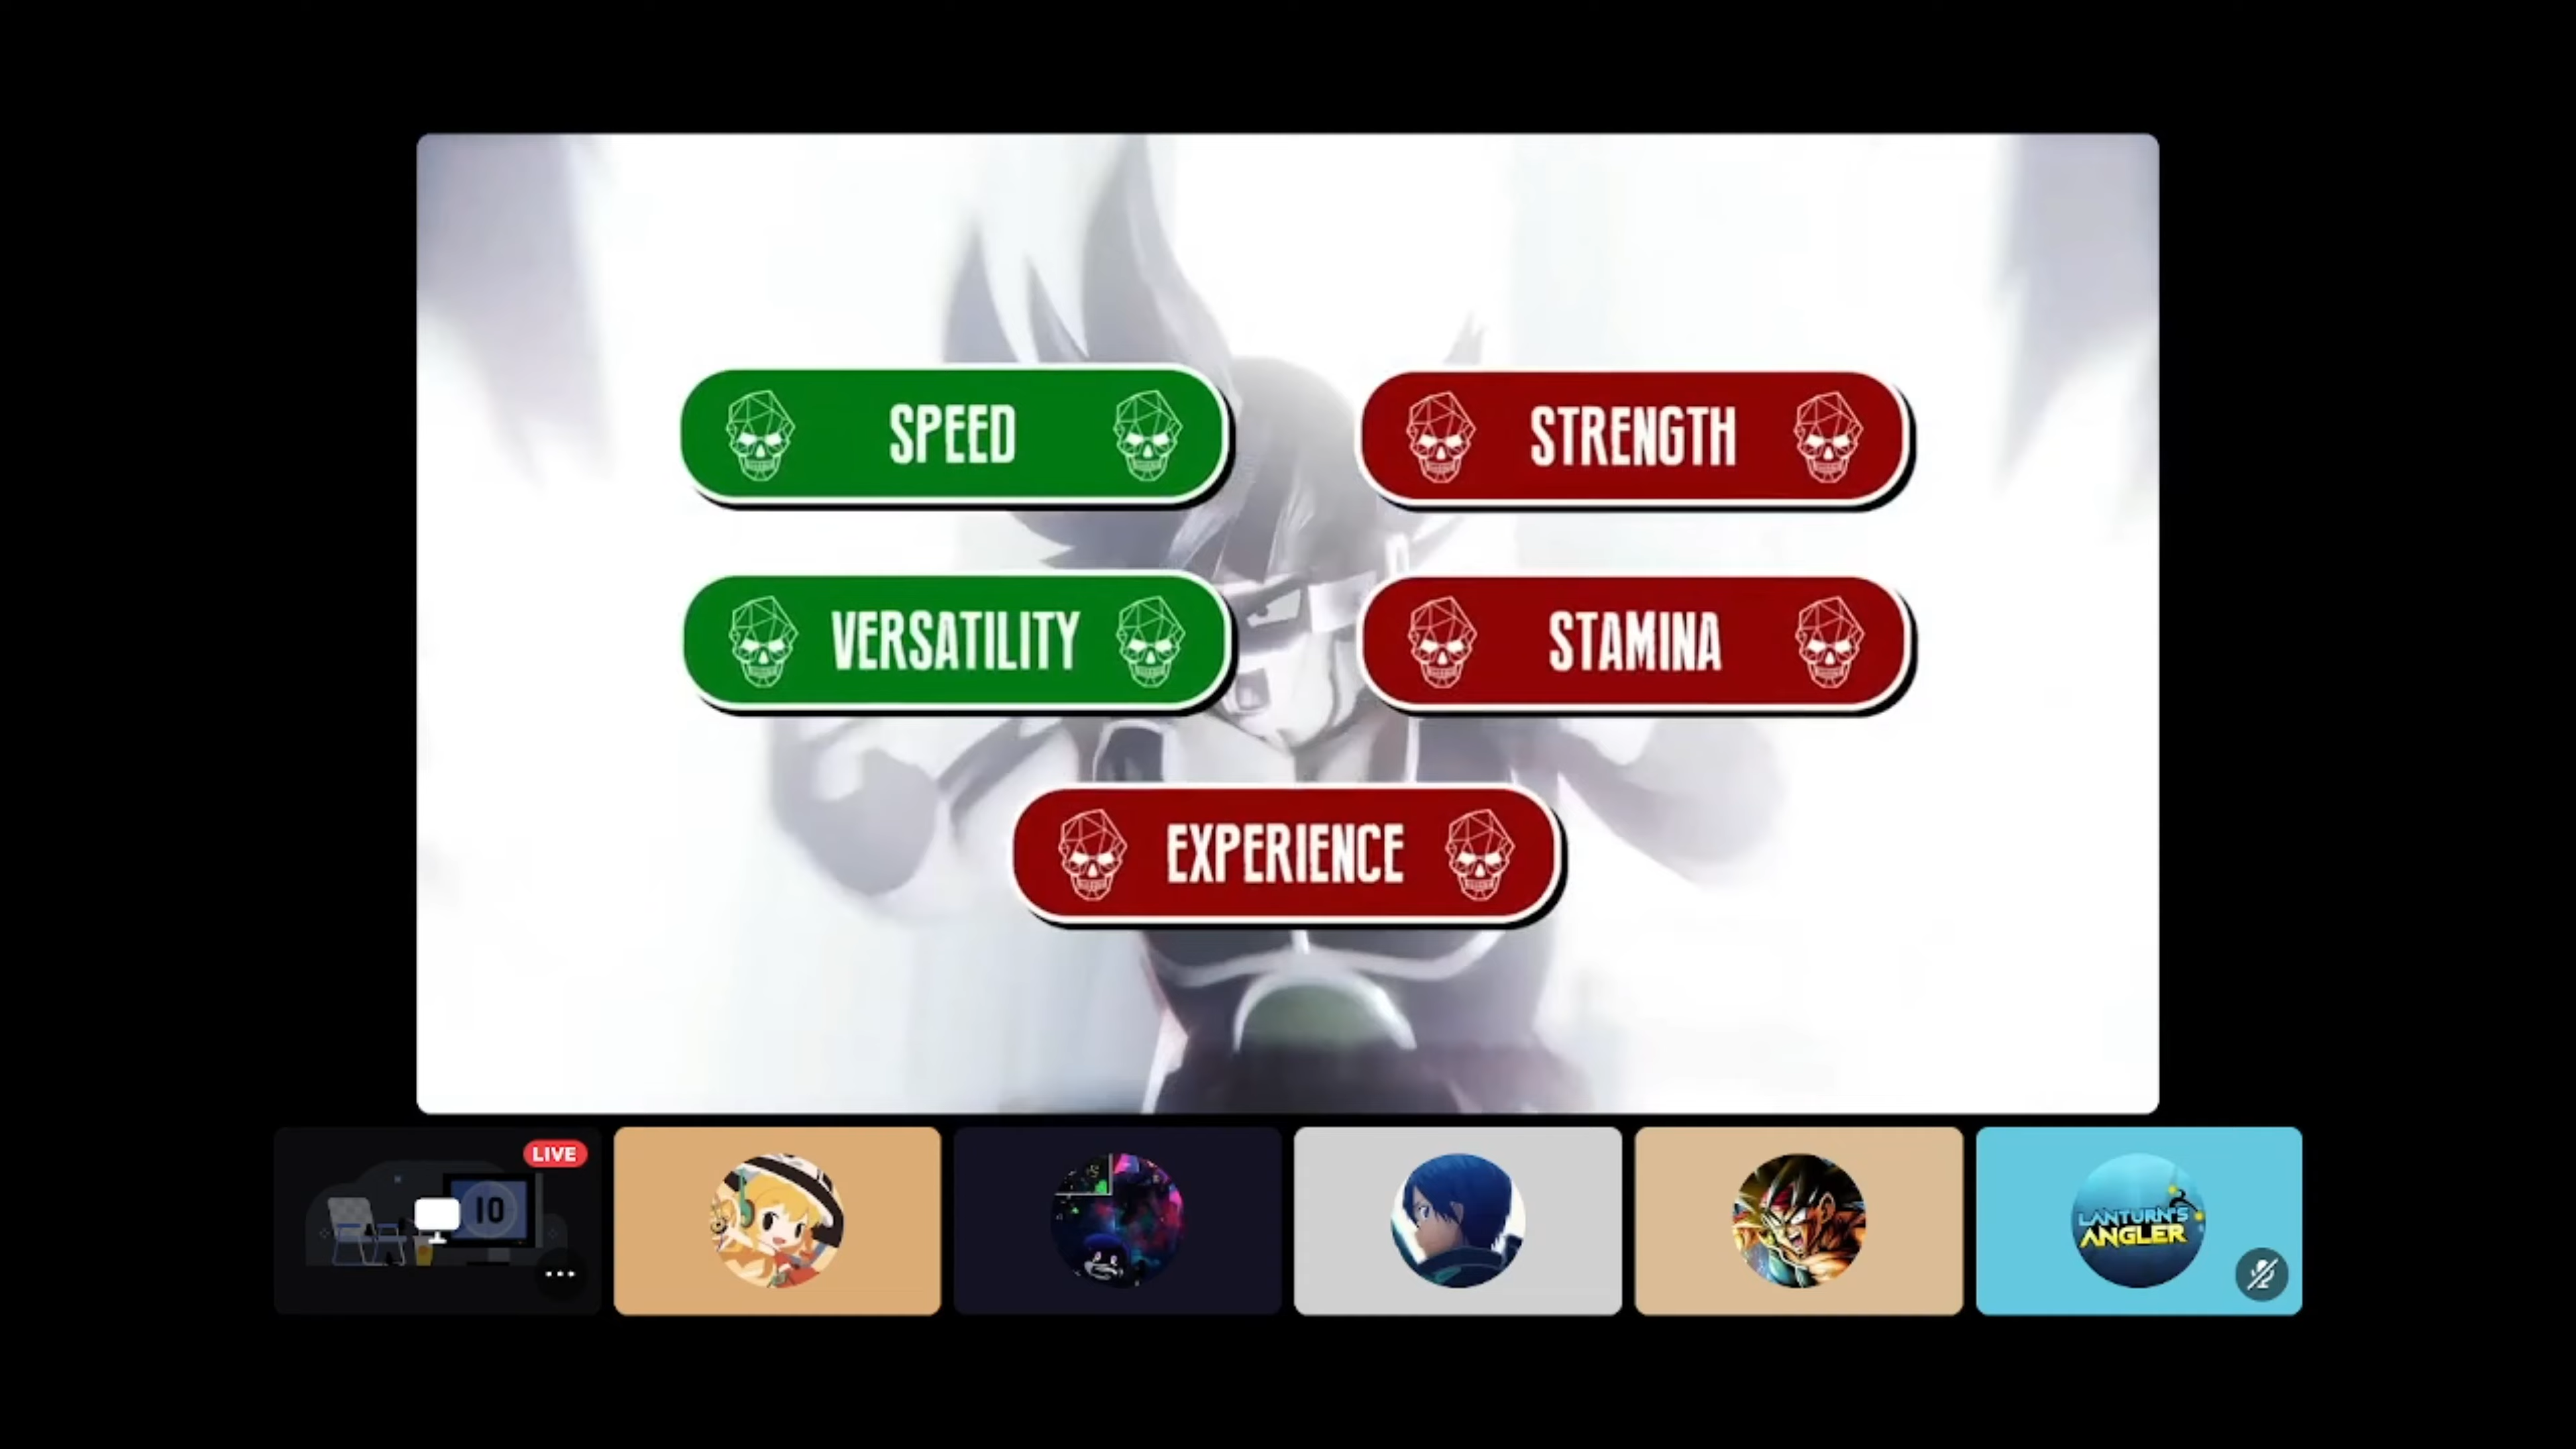 SPEED
STRENGTH
VERSATILITY
STAMINA
EXPERIENCE
LIVE
10
LANTURN'S
ANGLER